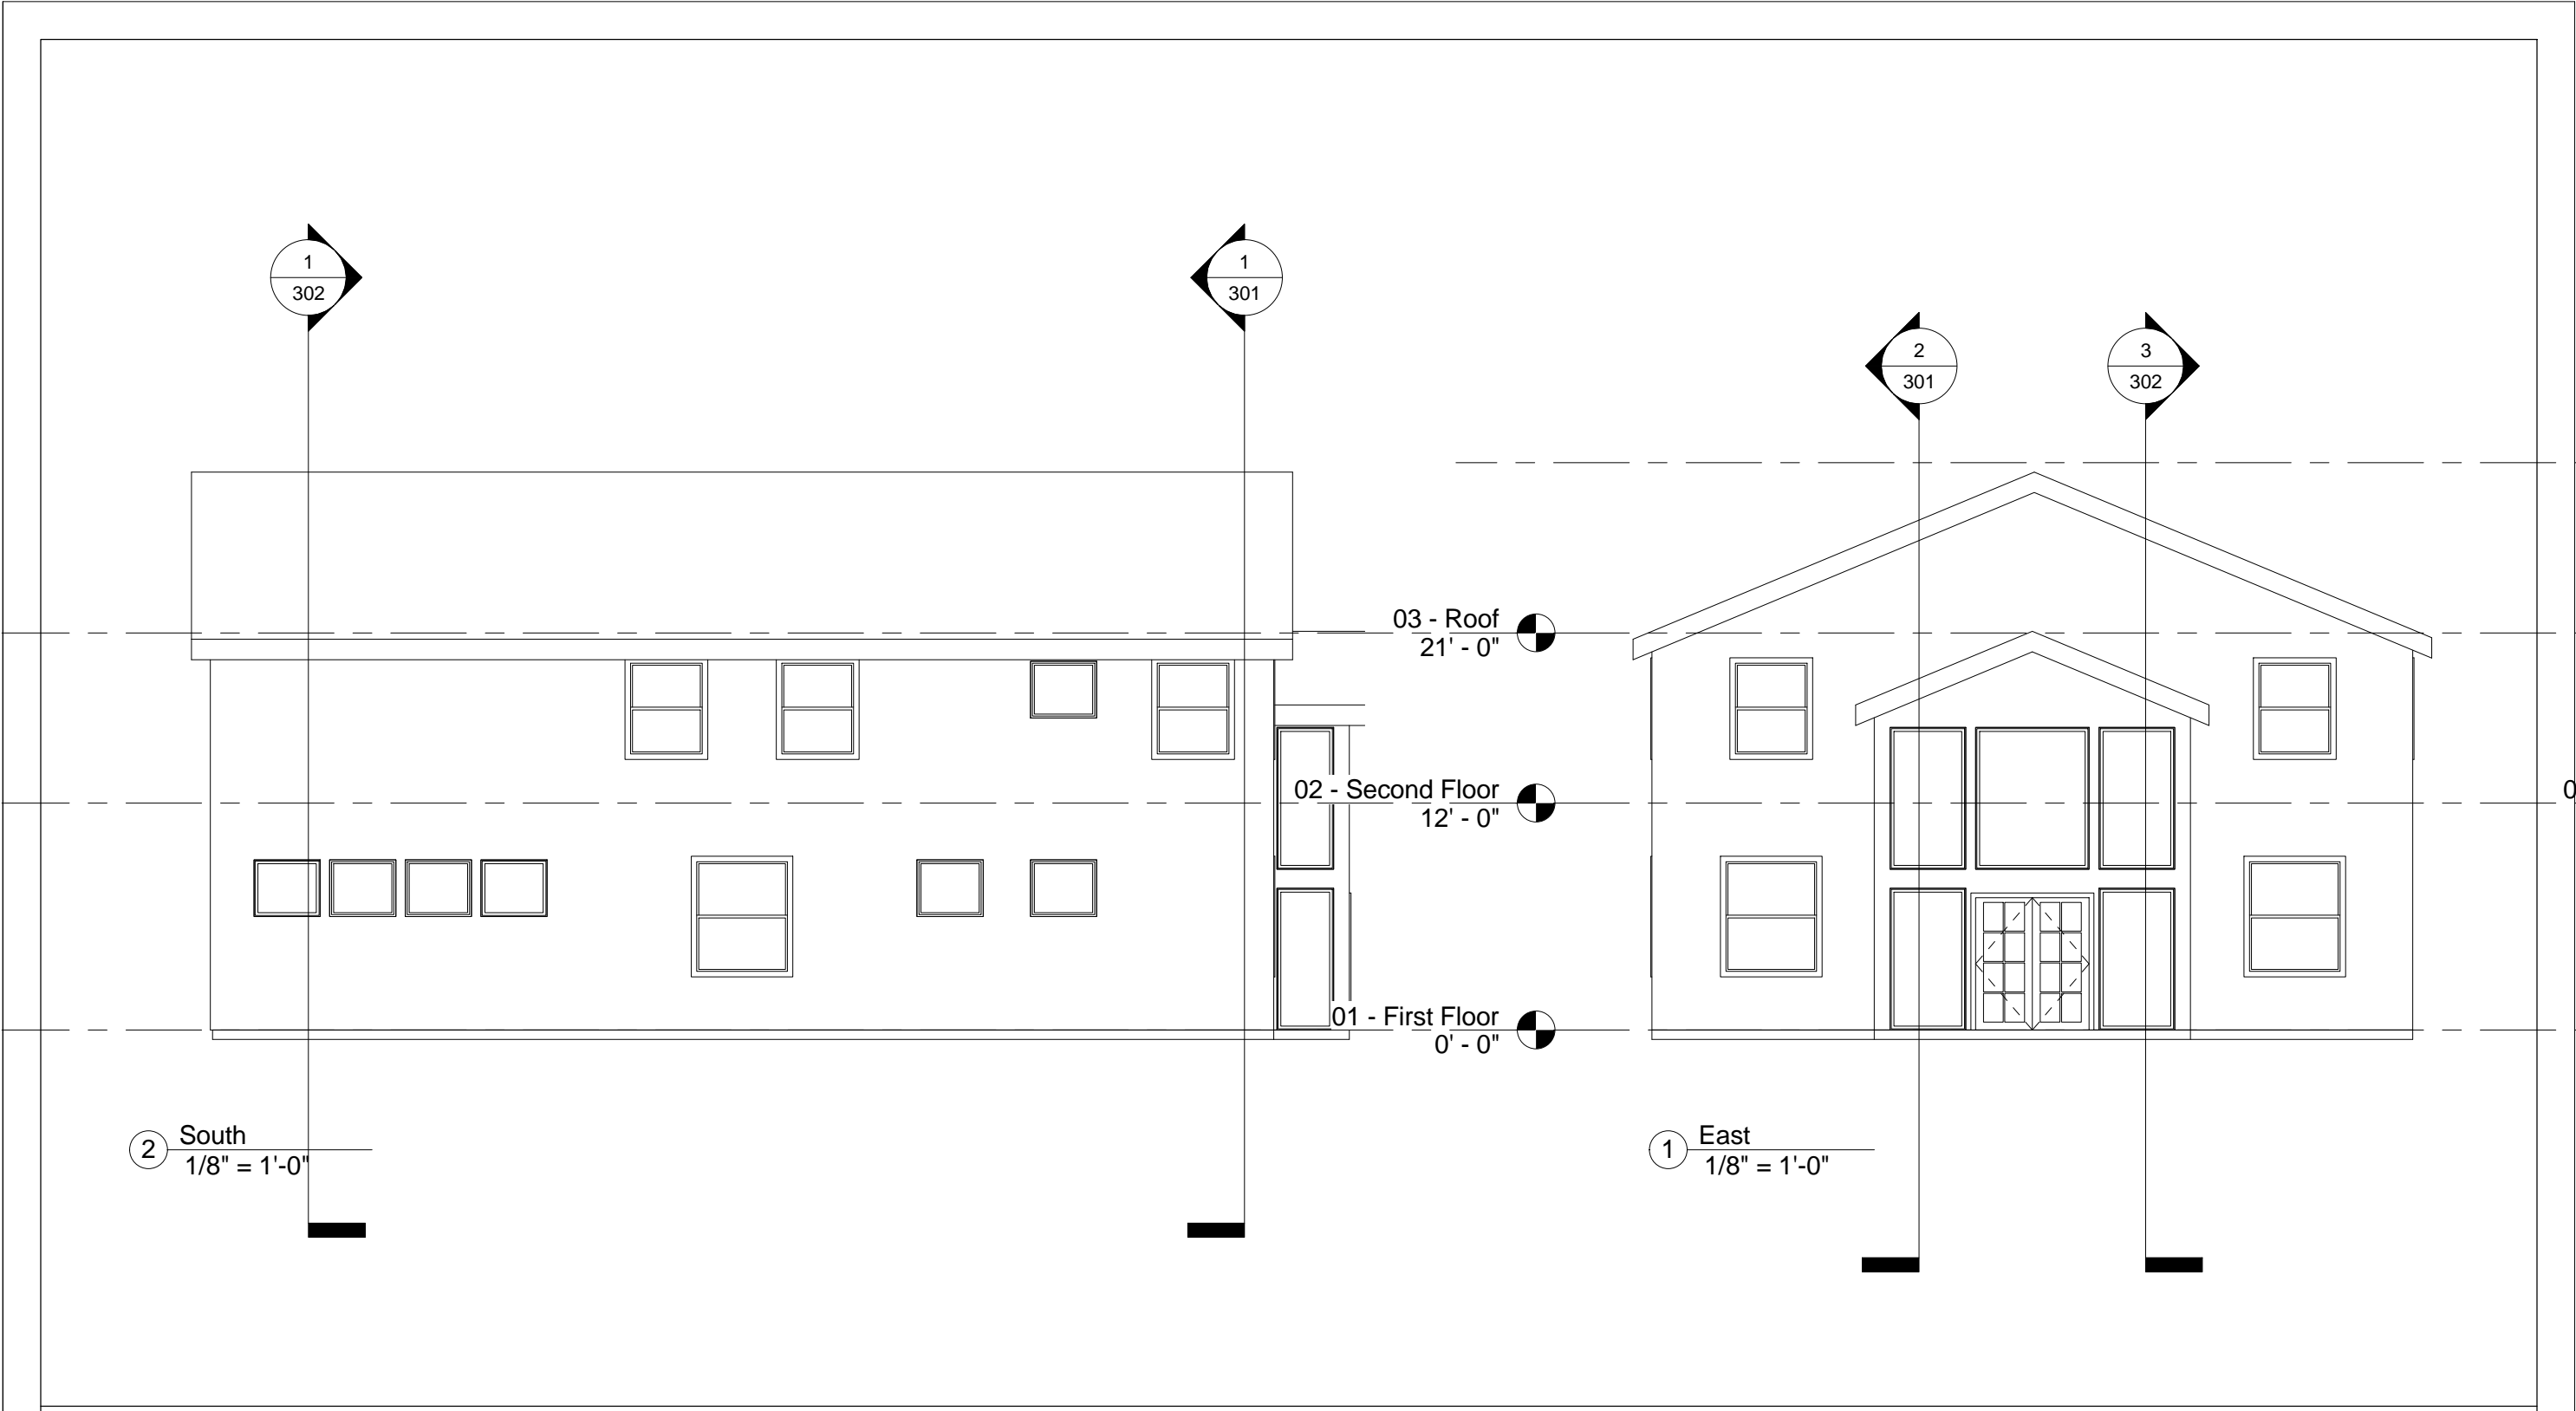 1
302
1
301
2
301
3
302
03 - Roof
21' - 0"
02 - Second Floor
12' - 0"
0
01 - First Floor
0' - 0"
2
South
1/8" = 1'-0"
1
East
1/8" = 1'-0"